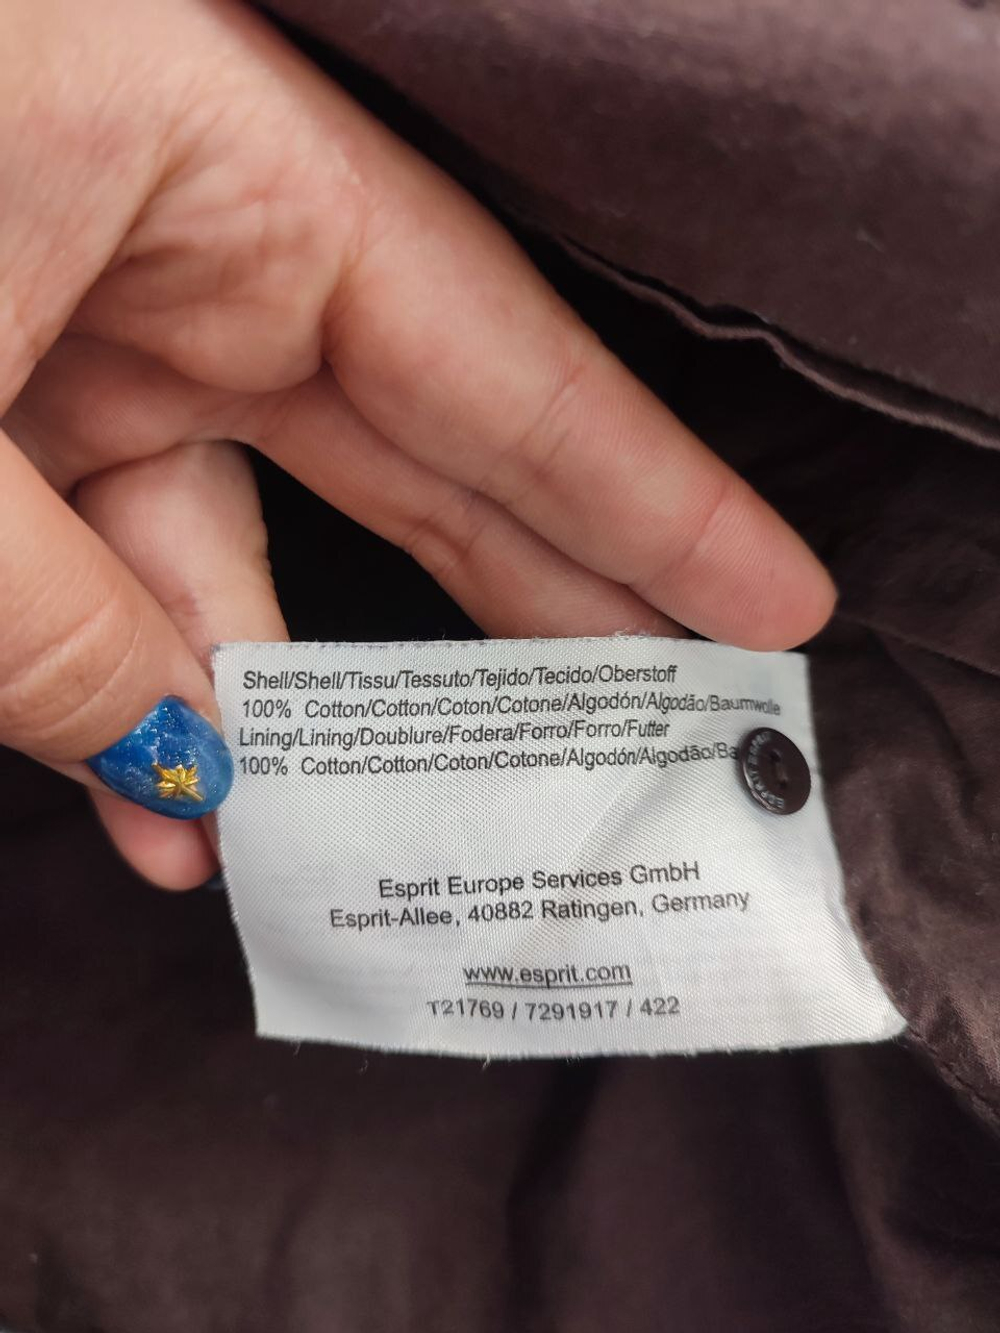 Shell/Shell/Tissu/Tessuto/Tejido/Tecido/Oberstoff
100% Cotton/Cotton/Coton/Cotone/Algodón/Algodão/Baumwolle
Lining/Lining/Doublure/Fodera/Forro/Forro/Futter
100% Cotton/Cotton/Coton/Cotone/Algodón/Algodão/Ba
Esprit Europe Services GmbH
Esprit-Allee, 40882 Ratingen, Germany
www.esprit.com
T21769 / 7291917 / 422